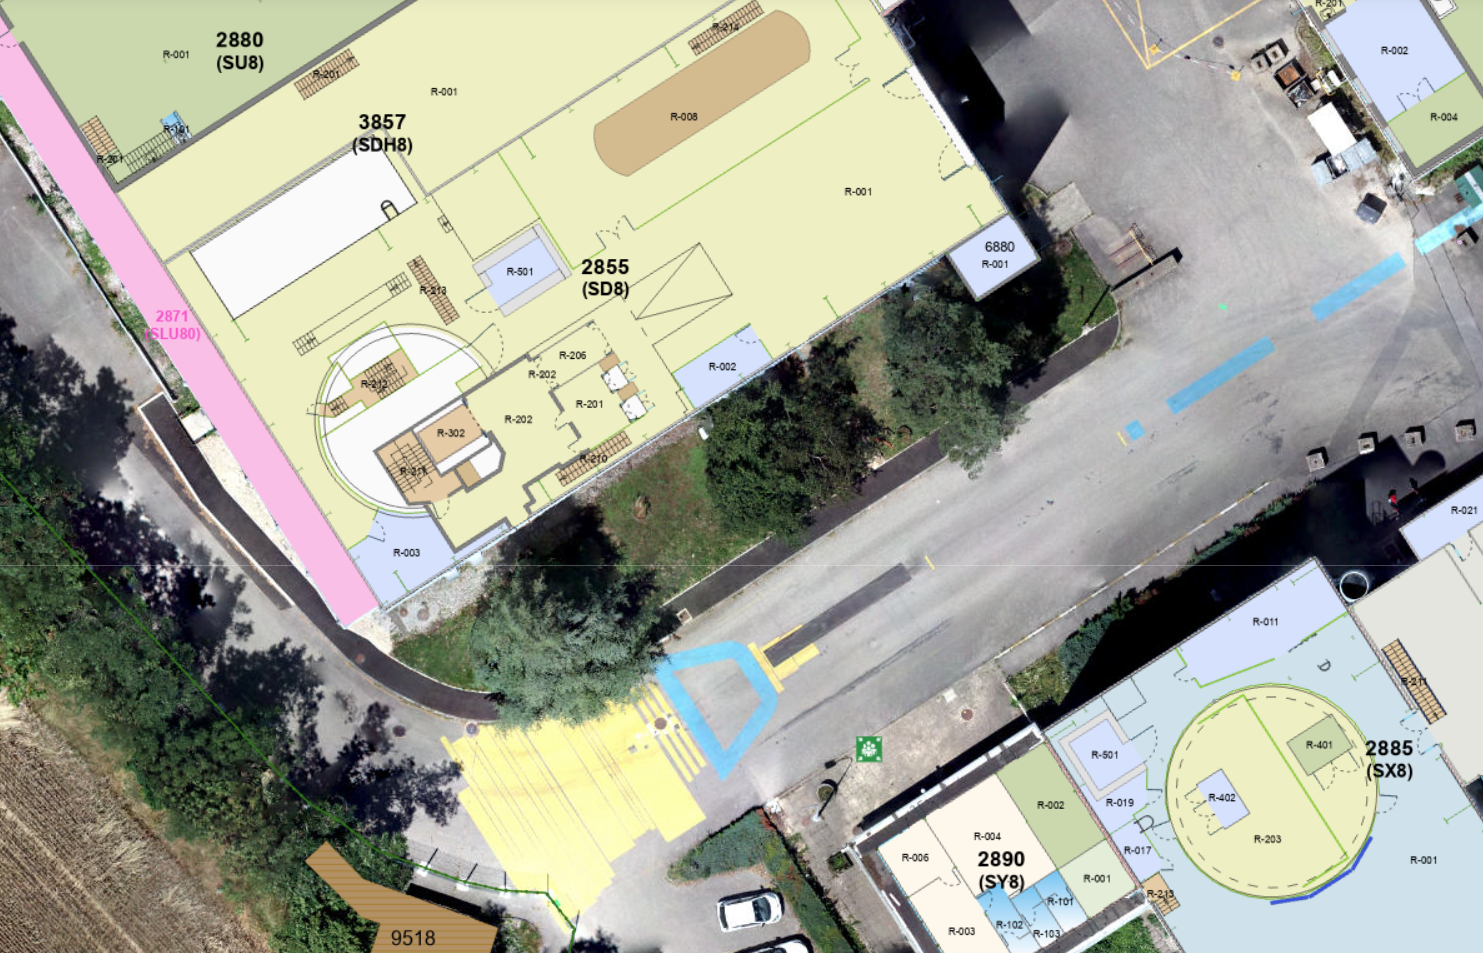 2880
(SU8)
R-001
R-201
R-214
R-201
R-002
R-004
R-101
R-201
R-001
3857
(SDH8)
R-008
R-001
6880
R-001
R-501
2855
(SD8)
R-213
2871
(SLU80)
R-206
R-202
R-002
R-212
R-201
R-202
R-302
R-210
R-211
R-003
R-021
R-011
D
R-211
R-401
2885
(SX8)
R-501
R-402
R-019
R-002
D
R-203
R-004
R-006
2890
(SY8)
R-017
R-001
R-001
R-213
R-101
R-102
R-103
R-003
9518